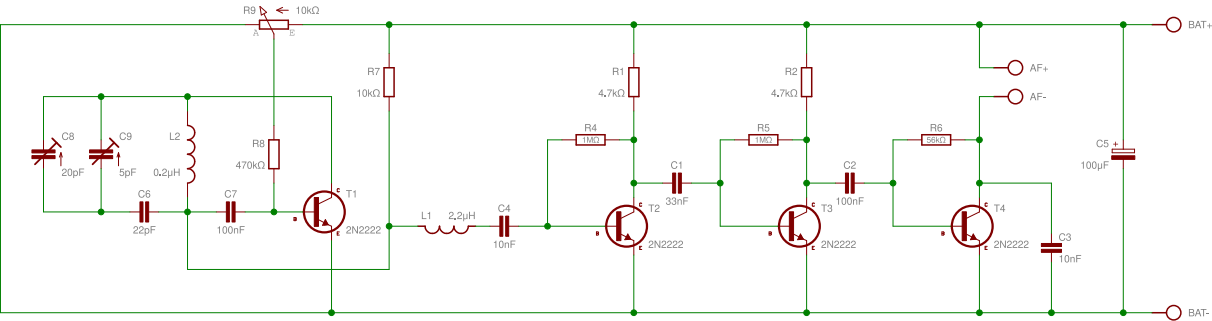 R9
10kΩ
A
E
BAT+
R7
10kΩ
R1
4.7kΩ
R2
4.7kΩ
AF+
AF-
C8
20pF
C9
5pF
L2
0.2µH
R8
470kΩ
R4
1MΩ
R5
1MΩ
R6
56kΩ
C5
+
100µF
C6
22pF
C7
100nF
C
B
E
T1
2N2222
L1
2.2µH
C4
10nF
C
B
E
T2
2N2222
C1
33nF
C
B
E
T3
2N2222
C2
100nF
C
B
E
T4
2N2222
C3
10nF
BAT-